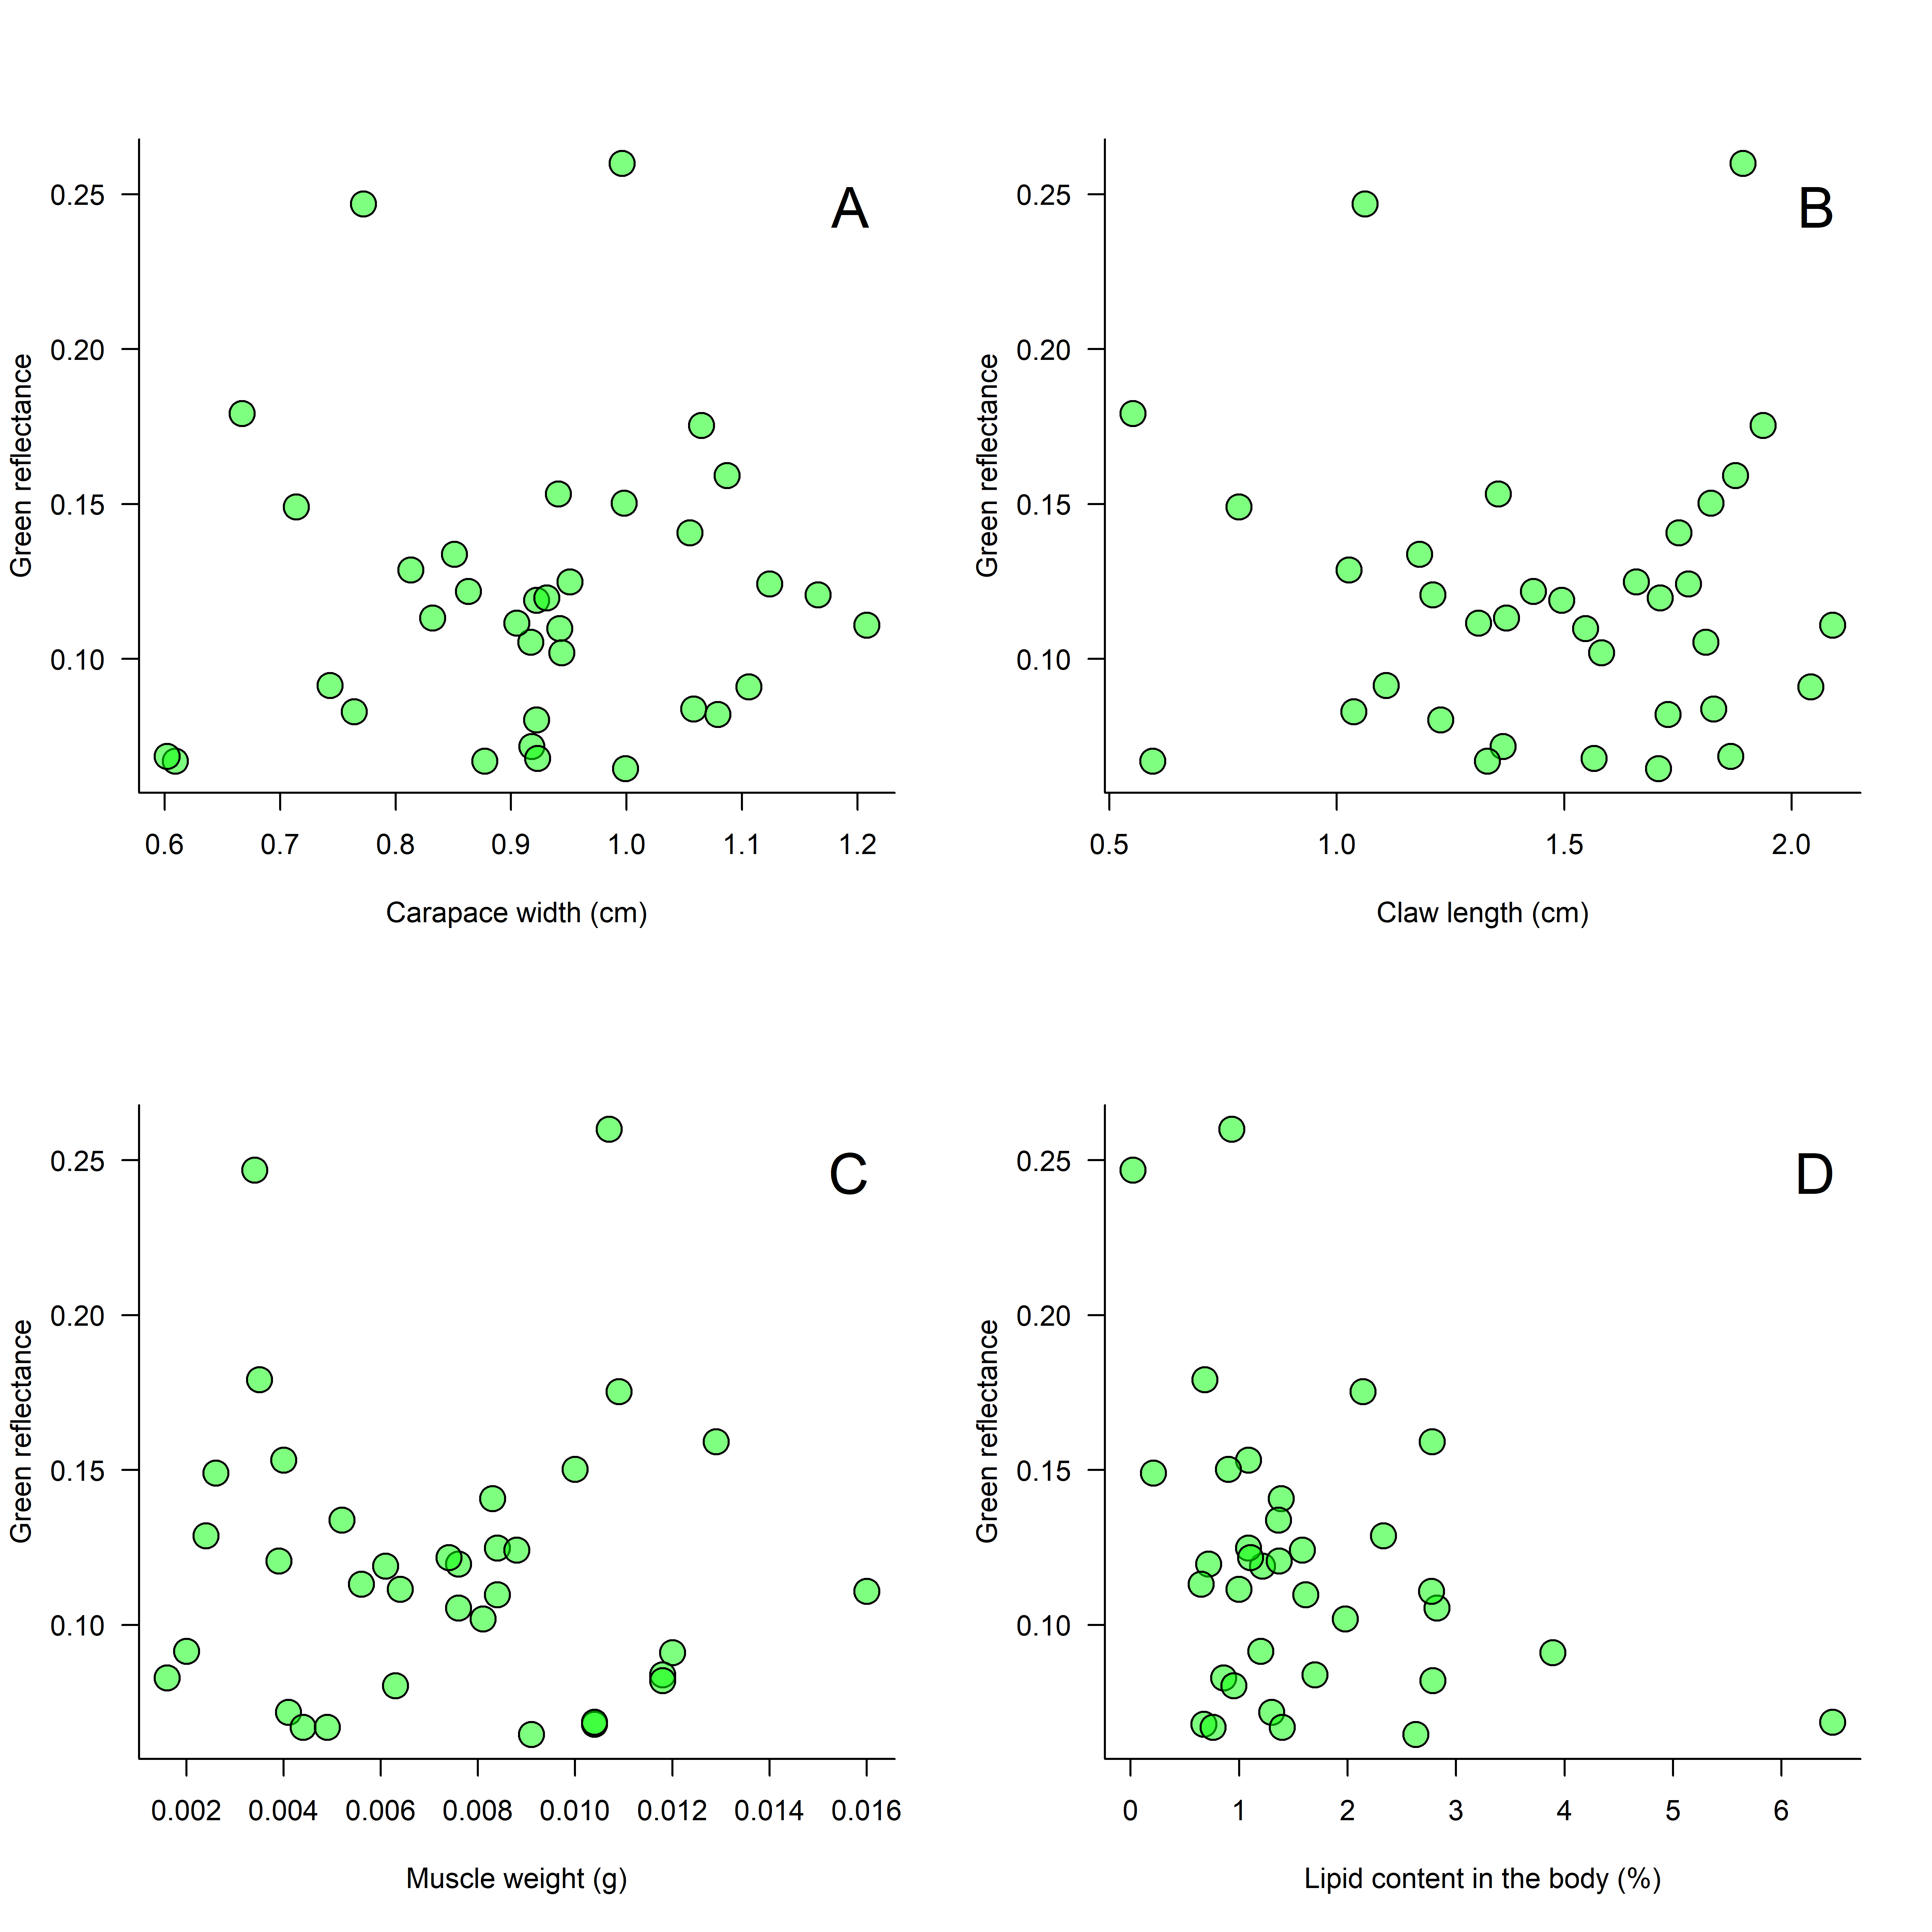 A
Green reflectance
0.25
0.20
0.15
0.10
0.6 0.7 0.8 0.9 1.0 1.1 1.2
Carapace width (cm)
B
Green reflectance
0.25
0.20
0.15
0.10
0.5 1.0 1.5 2.0
Claw length (cm)
C
Green reflectance
0.25
0.20
0.15
0.10
0.002 0.004 0.006 0.008 0.010 0.012 0.014 0.016
Muscle weight (g)
D
Green reflectance
0.25
0.20
0.15
0.10
0 1 2 3 4 5 6
Lipid content in the body (%)